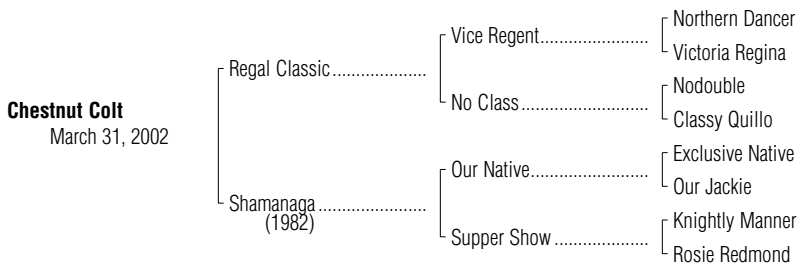 Northern Dancer
Vice Regent.......................
Victoria Regina
Regal Classic....................
Nodouble
No Class...........................
Classy Quillo
Chestnut Colt
March 31, 2002
Exclusive Native
Our Native.........................
Our Jackie
Shamanaga.......................
(1982)
Knightly Manner
Supper Show....................
Rosie Redmond